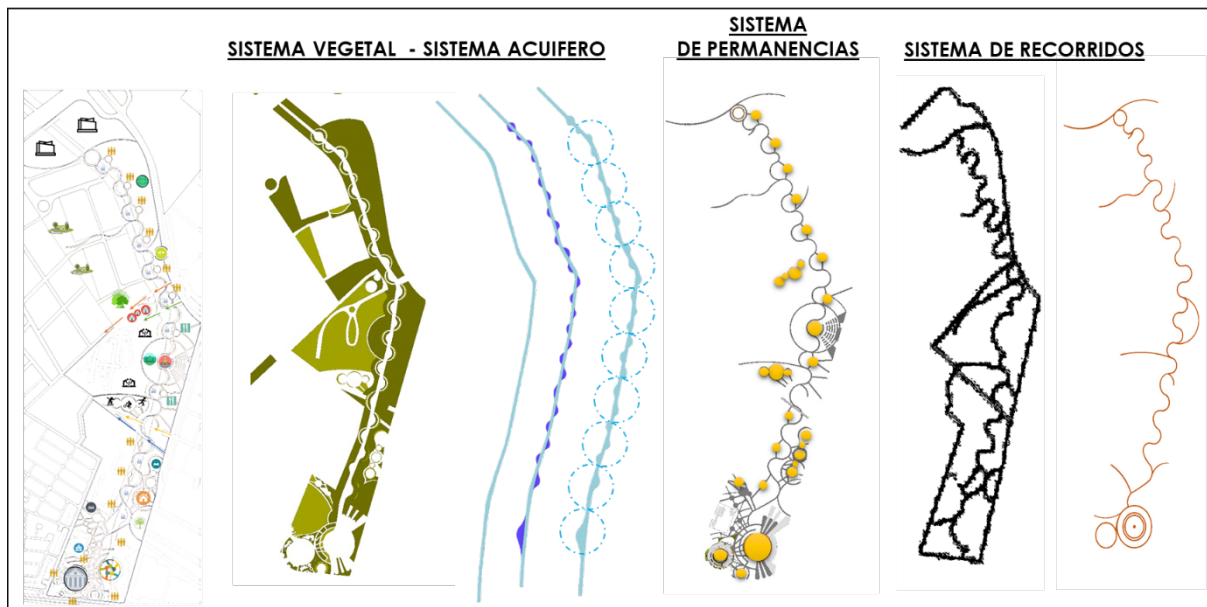 SISTEMA VEGETAL - SISTEMA ACUIFERO
SISTEMA
DE PERMANENCIAS
SISTEMA DE RECORRIDOS